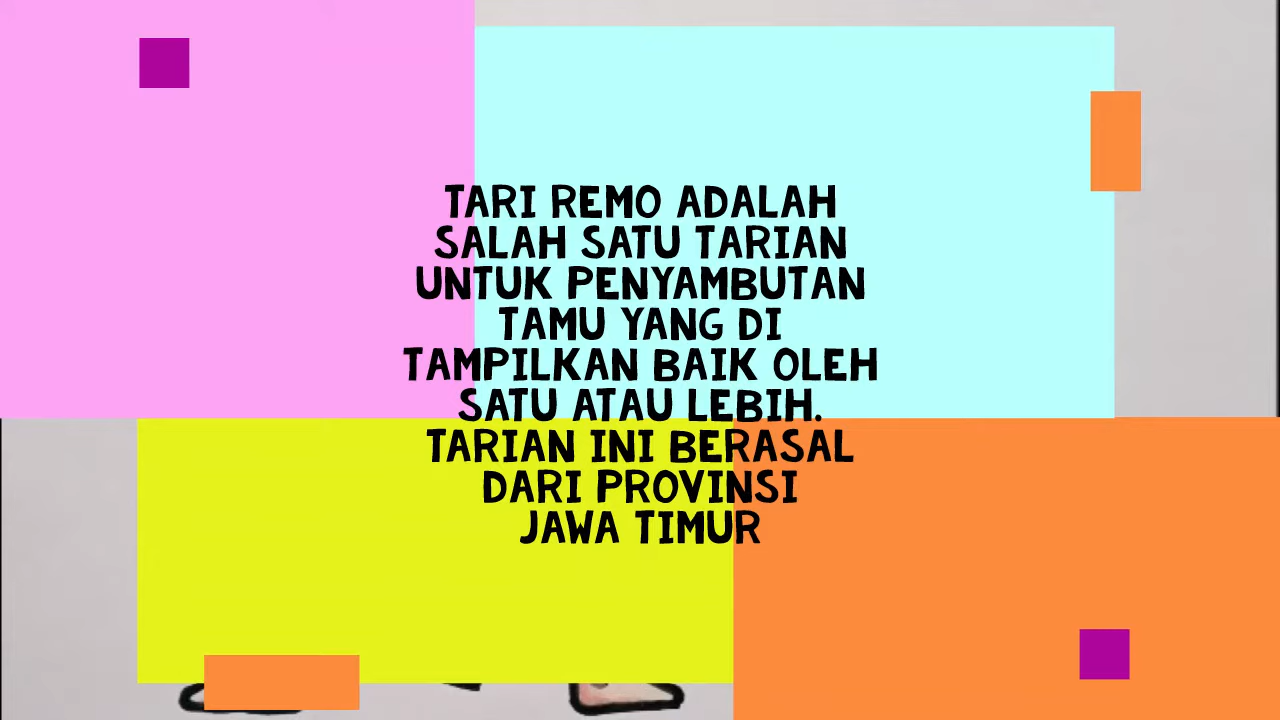 TARI REMO ADALAH
SALAH SATU TARIAN
UNTUK PENYAMBUTAN
TAMU YANG DI
TAMPILKAN BAIK OLEH
SATU ATAU LEBIH.
TARIAN INI BERASAL
DARI PROVINSI
JAWA TIMUR